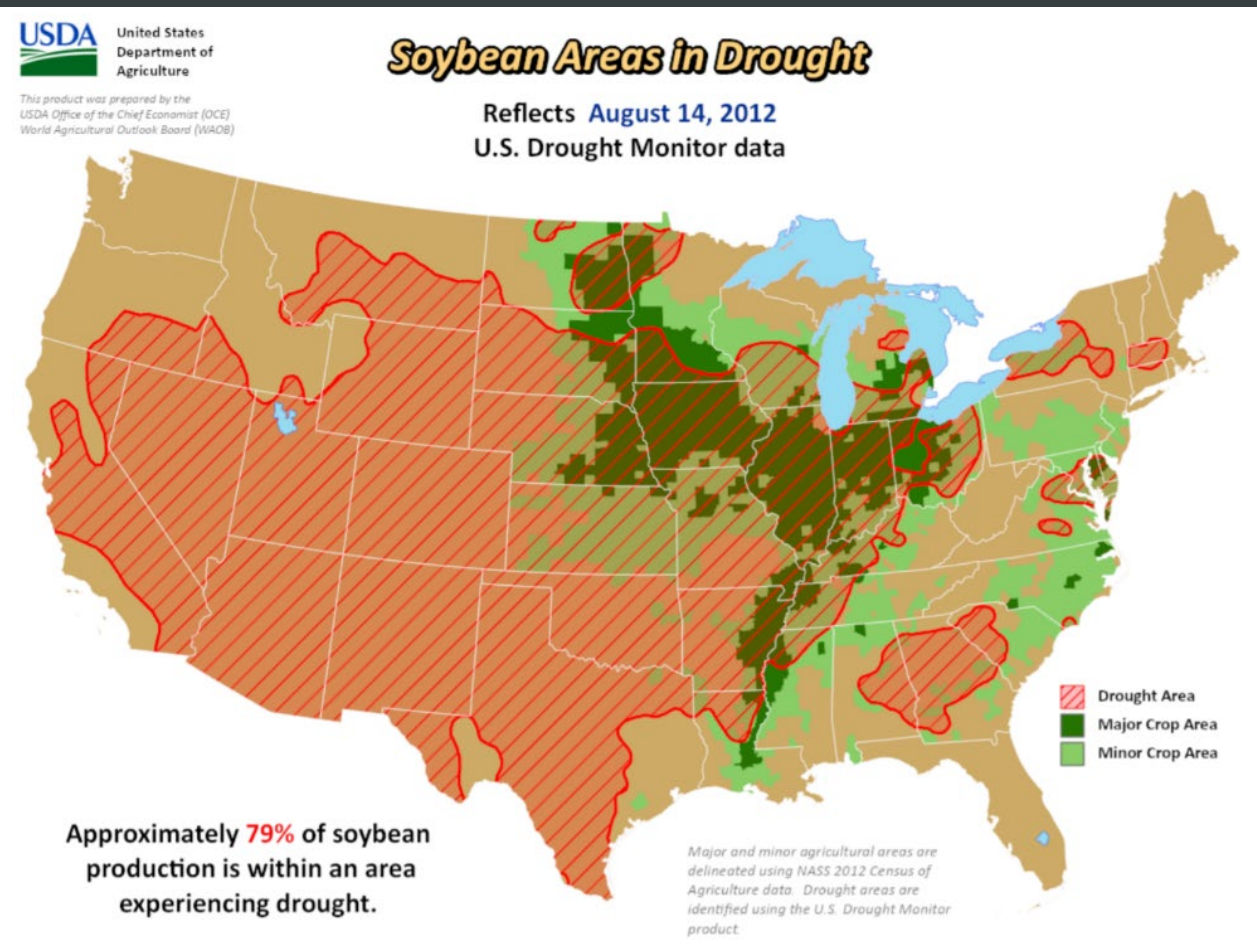 USDA
United States
Department of
Agriculture
This product was prepared by the
USDA Office of the Chief Economist (OCE)
World Agricultural Outlook Board (WAOB)
Soybean Areas in Drought
Reflects August 14, 2012
U.S. Drought Monitor data
Drought Area
Major Crop Area
Minor Crop Area
Approximately 79% of soybean
production is within an area
experiencing drought.
Major and minor agricultural areas are
delineated using NASS 2012 Census of
Agriculture data. Drought areas are
identified using the U.S. Drought Monitor
product.